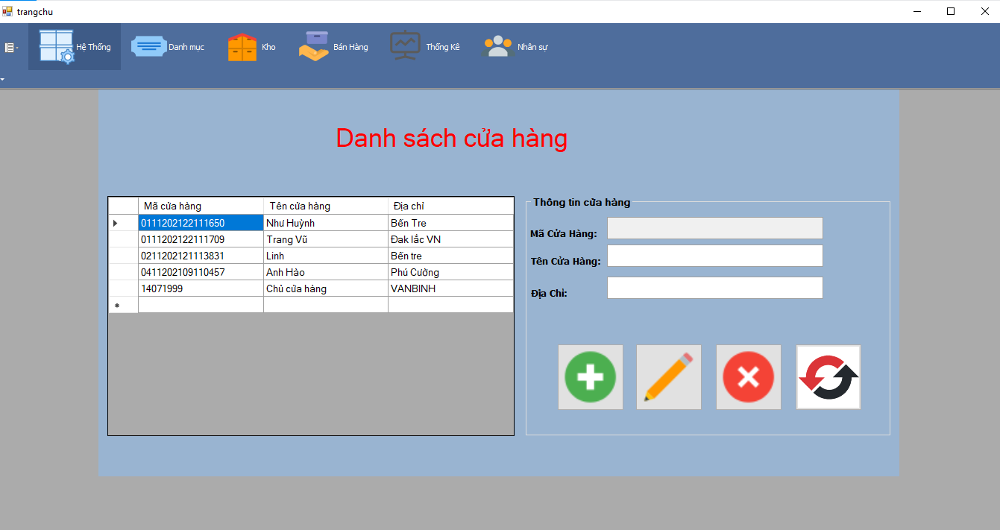 trangchu
Hệ Thống Danh mục Kho Bán Hàng Thống Kê Nhân sự
Danh sách cửa hàng
Mã cửa hàng Tên cửa hàng Địa chỉ
0111202122111650 Như Huỳnh Bến Tre
0111202122111709 Trang Vũ Đak lắc VN
0211202121113831 Linh Bến tre
0411202109110457 Anh Hào Phú Cường
14071999 Chủ cửa hàng VANBINH
Thông tin cửa hàng
Mã Cửa Hàng:
Tên Cửa Hàng:
Địa Chỉ: